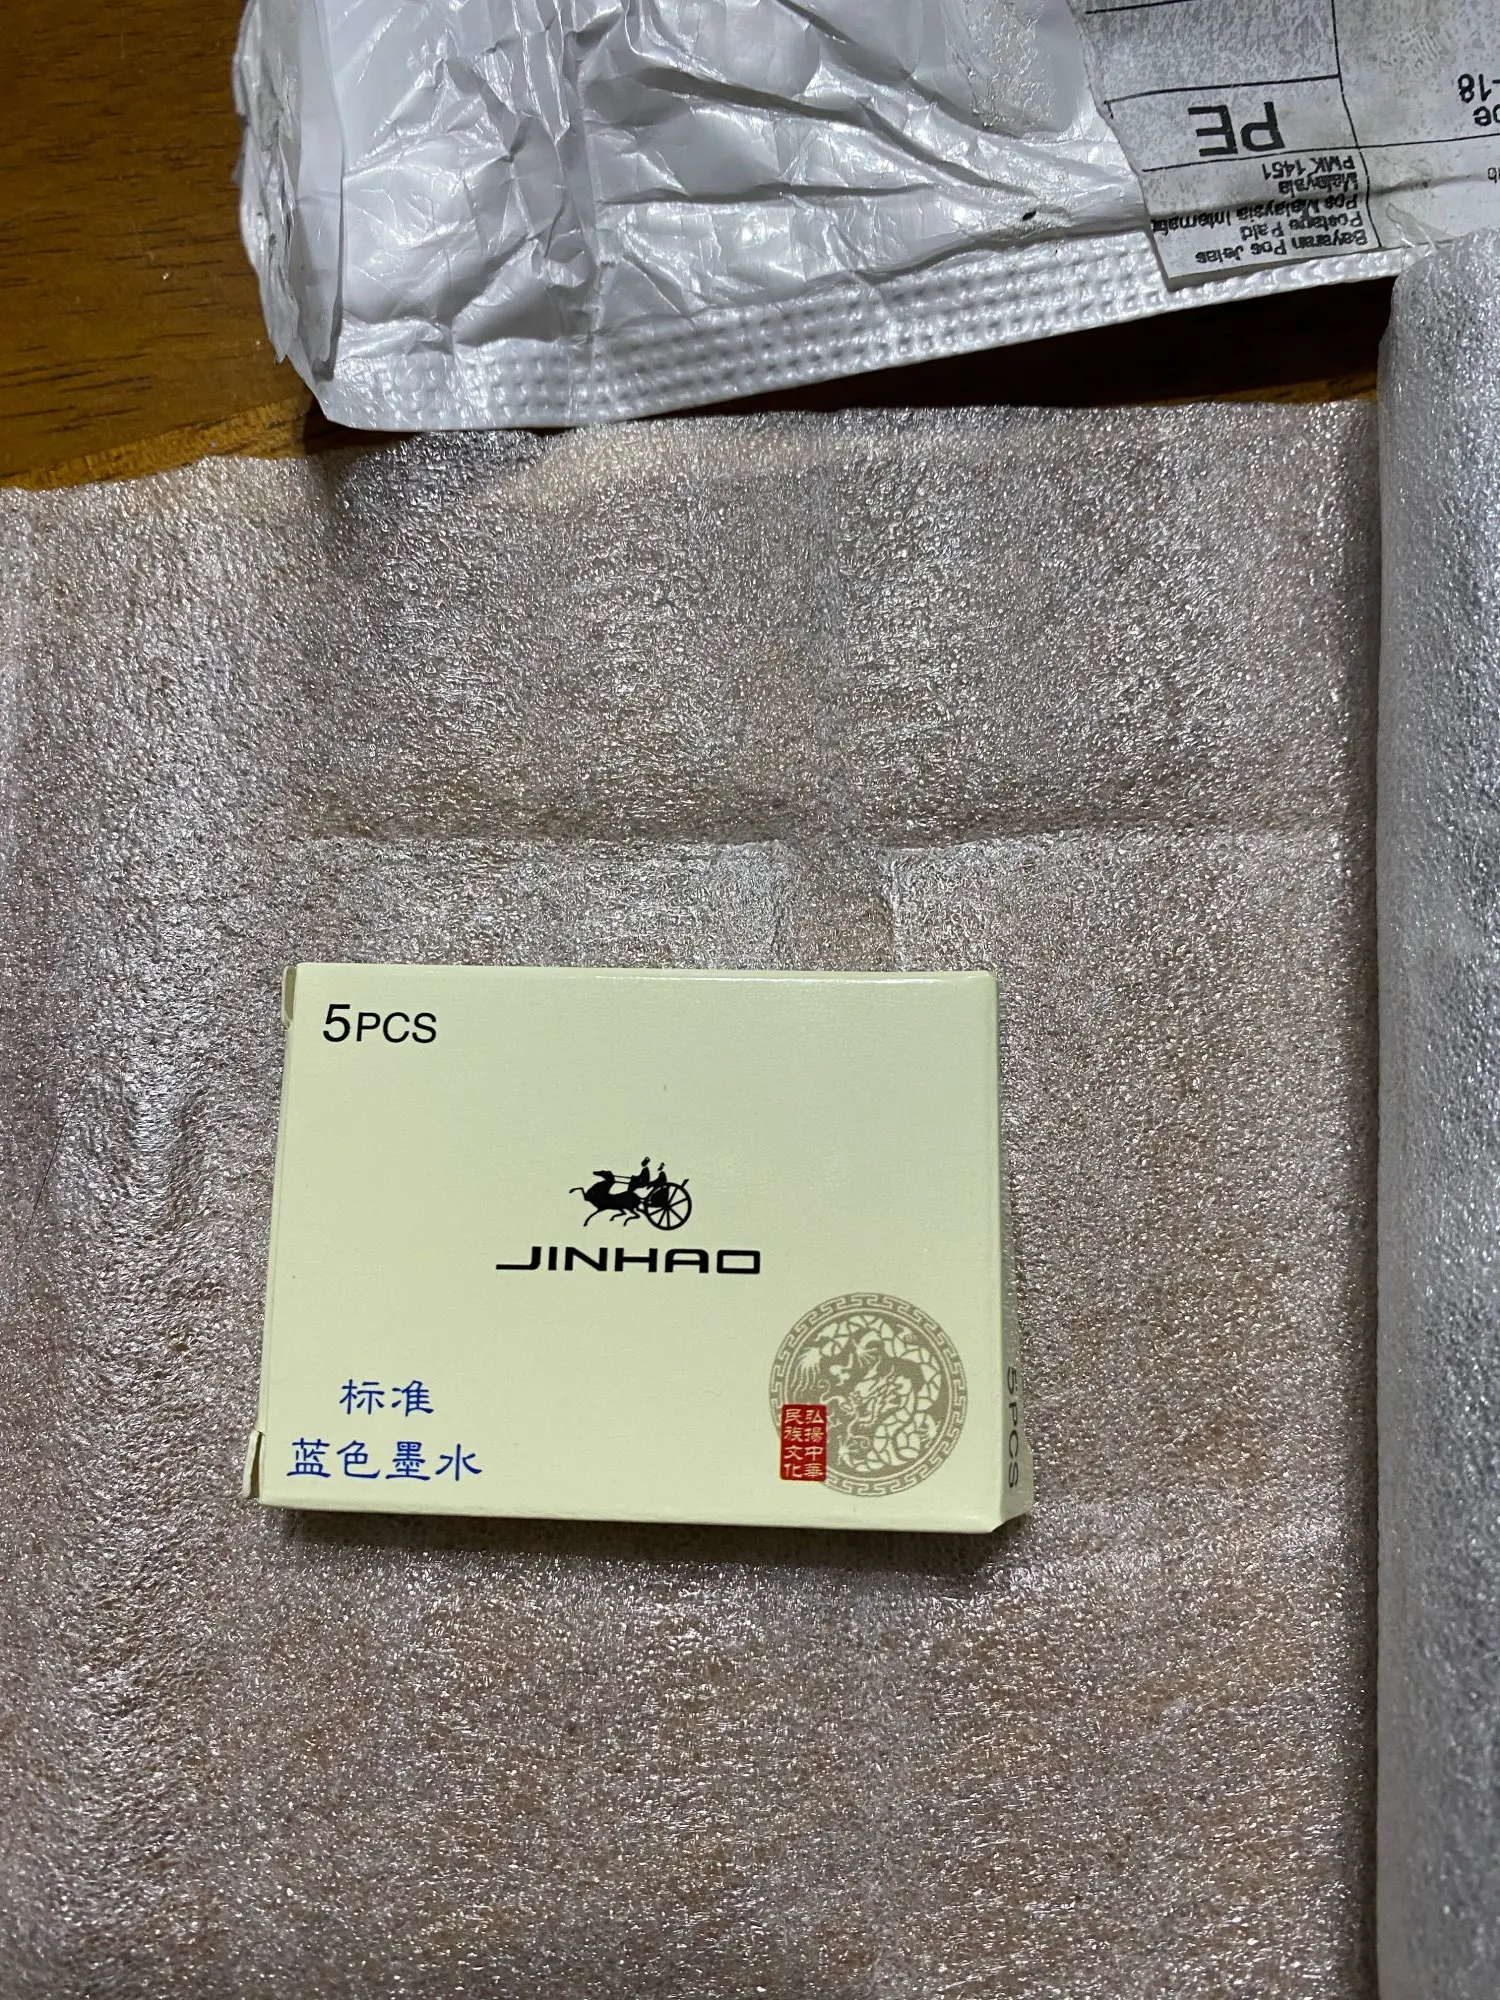 5PCS
JINHAO
标准
蓝色墨水
弘揚中華
民族文化
5PCS
PE
Bayaran Pos Jelas
Postage Paid
Pos Malaysia
Malaysia
PMK 1451